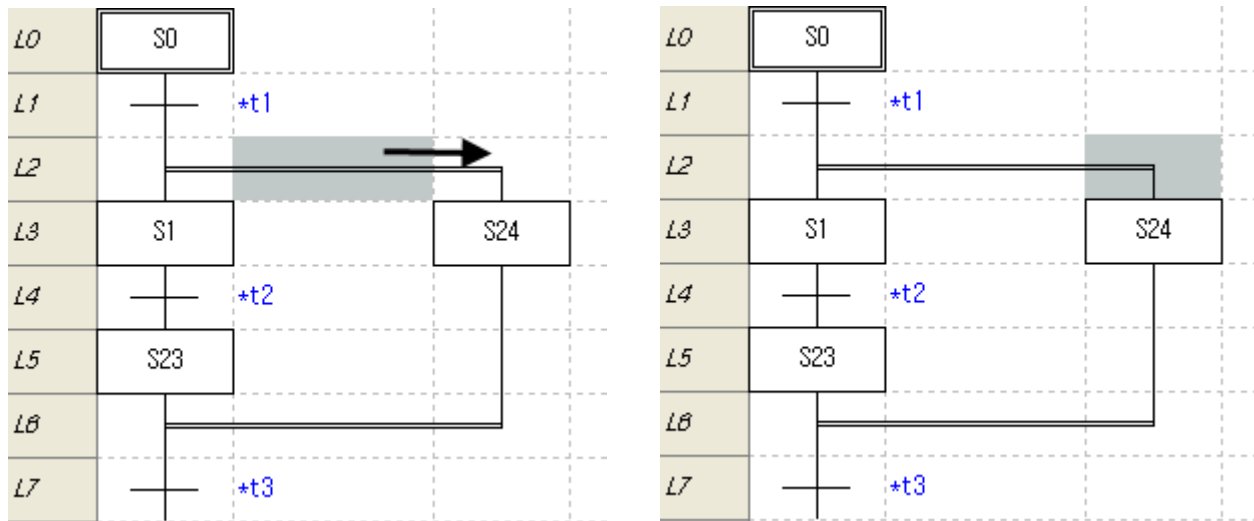 L0 S0
L1 *t1
L2
L3 S1 S24
L4 *t2
L5 S23
L6
L7 *t3
L0 S0
L1 *t1
L2
L3 S1 S24
L4 *t2
L5 S23
L6
L7 *t3